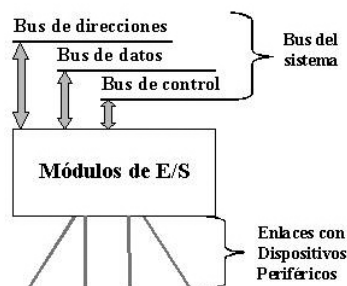 Bus de direcciones
Bus de datos
Bus de control
Bus del
sistema
Módulos de E/S
Enlaces con
Dispositivos
Periféricos